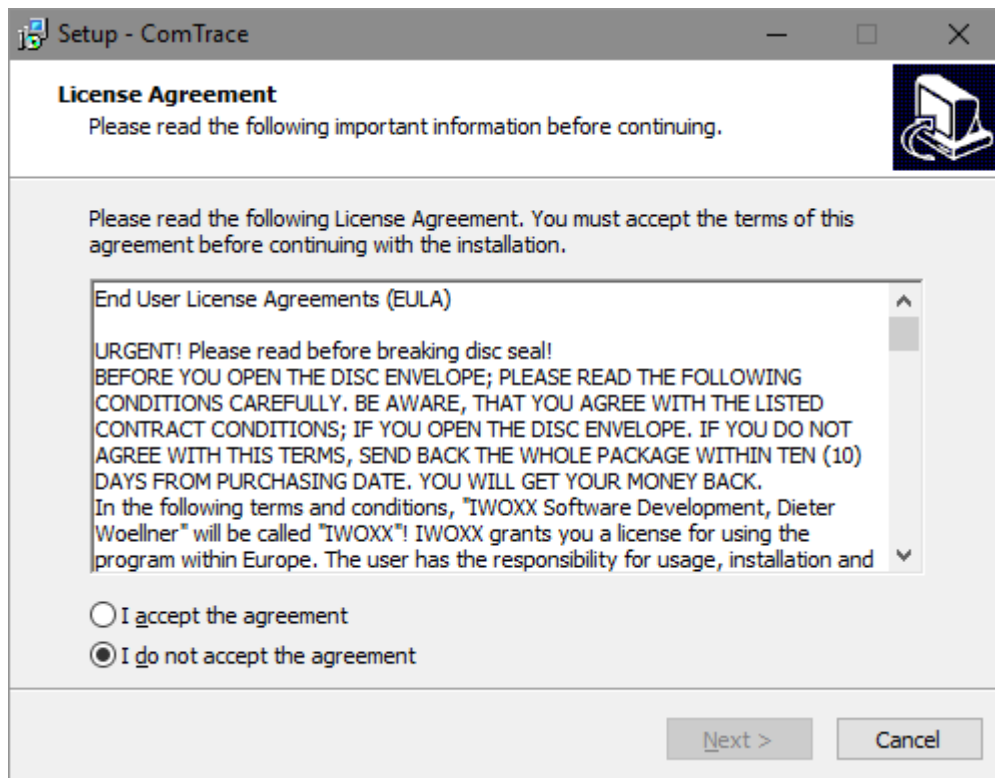 Setup - ComTrace
License Agreement
Please read the following important information before continuing.
Please read the following License Agreement. You must accept the terms of this
agreement before continuing with the installation.
End User License Agreements (EULA)
URGENT! Please read before breaking disc seal!
BEFORE YOU OPEN THE DISC ENVELOPE; PLEASE READ THE FOLLOWING
CONDITIONS CAREFULLY. BE AWARE, THAT YOU AGREE WITH THE LISTED
CONTRACT CONDITIONS; IF YOU OPEN THE DISC ENVELOPE. IF YOU DO NOT
AGREE WITH THIS TERMS, SEND BACK THE WHOLE PACKAGE WITHIN TEN (10)
DAYS FROM PURCHASING DATE. YOU WILL GET YOUR MONEY BACK.
In the following terms and conditions, "IWOXX Software Development, Dieter
Woellner" will be called "IWOXX"! IWOXX grants you a license for using the
program within Europe. The user has the responsibility for usage, installation and
I accept the agreement
I do not accept the agreement
Next >
Cancel